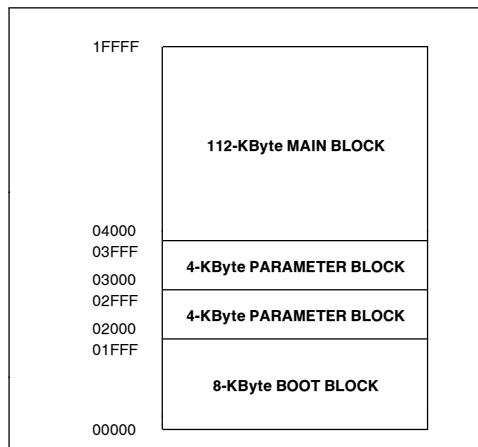 1FFFF
112-KByte MAIN BLOCK
04000
03FFF
4-KByte PARAMETER BLOCK
03000
02FFF
4-KByte PARAMETER BLOCK
02000
01FFF
8-KByte BOOT BLOCK
00000